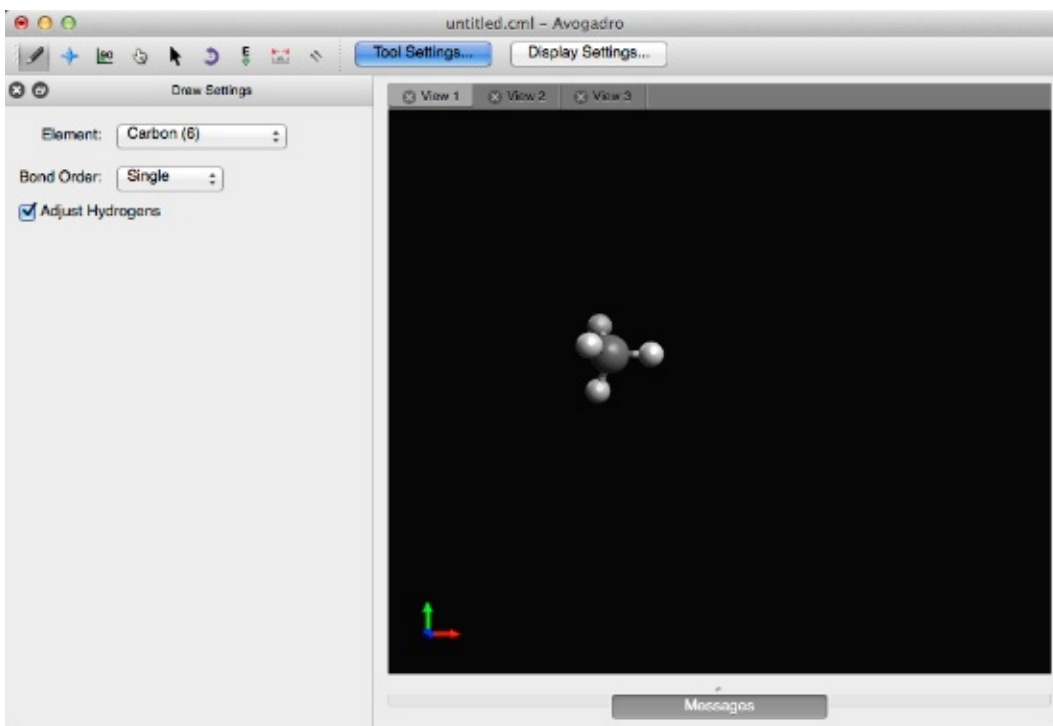 untitled.cml – Avogadro
Tool Settings... Display Settings...
Draw Settings
View 1 View 2 View 3
Element: Carbon (6)
Bond Order: Single
Adjust Hydrogens
Messages